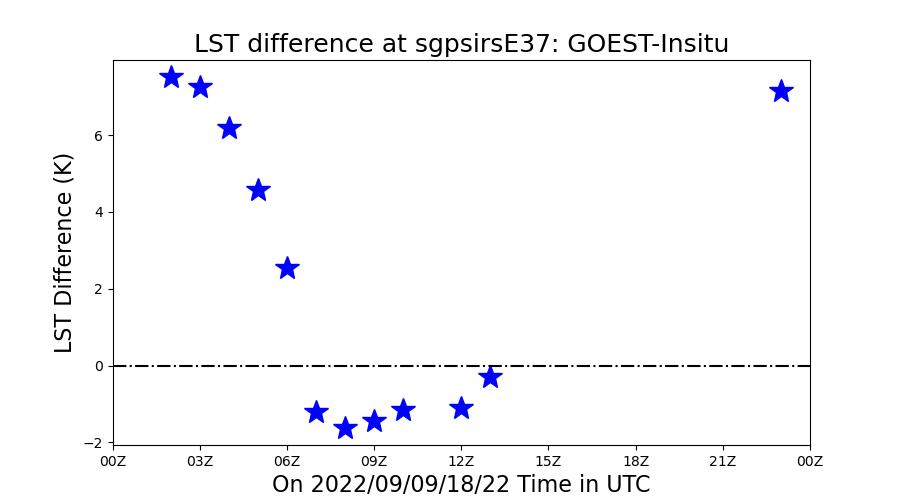 LST difference at sgpsirsE37: GOEST-Insitu
LST Difference (K)
6
4
2
0
−2
00Z 03Z 06Z 09Z 12Z 15Z 18Z 21Z 00Z
On 2022/09/09/18/22 Time in UTC